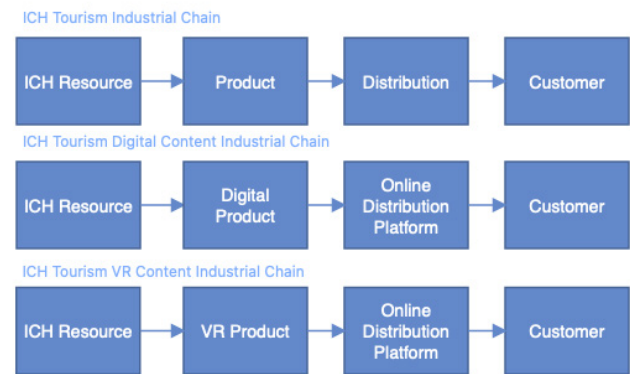 ICH Tourism Industrial Chain
ICH Resource
Product
Distribution
Customer
ICH Tourism Digital Content Industrial Chain
ICH Resource
Digital
Product
Online
Distribution
Platform
Customer
ICH Tourism VR Content Industrial Chain
ICH Resource
VR Product
Online
Distribution
Platform
Customer